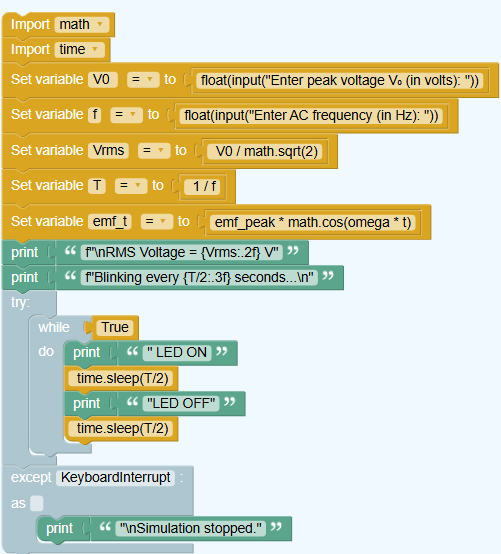 Import math
Import time
Set variable V0 = to float(input("Enter peak voltage V₀ (in volts): "))
Set variable f = to float(input("Enter AC frequency (in Hz): "))
Set variable Vrms = to V0 / math.sqrt(2)
Set variable T = to 1 / f
Set variable emf_t = to emf_peak * math.cos(omega * t)
print “ f"\nRMS Voltage = {Vrms:.2f} V" ”
print “ f"Blinking every {T/2:.3f} seconds...\n" ”
try:
while True
do print “ " LED ON ”
time.sleep(T/2)
print “ "LED OFF" ”
time.sleep(T/2)
except KeyboardInterrupt :
as
print “ "\nSimulation stopped." ”